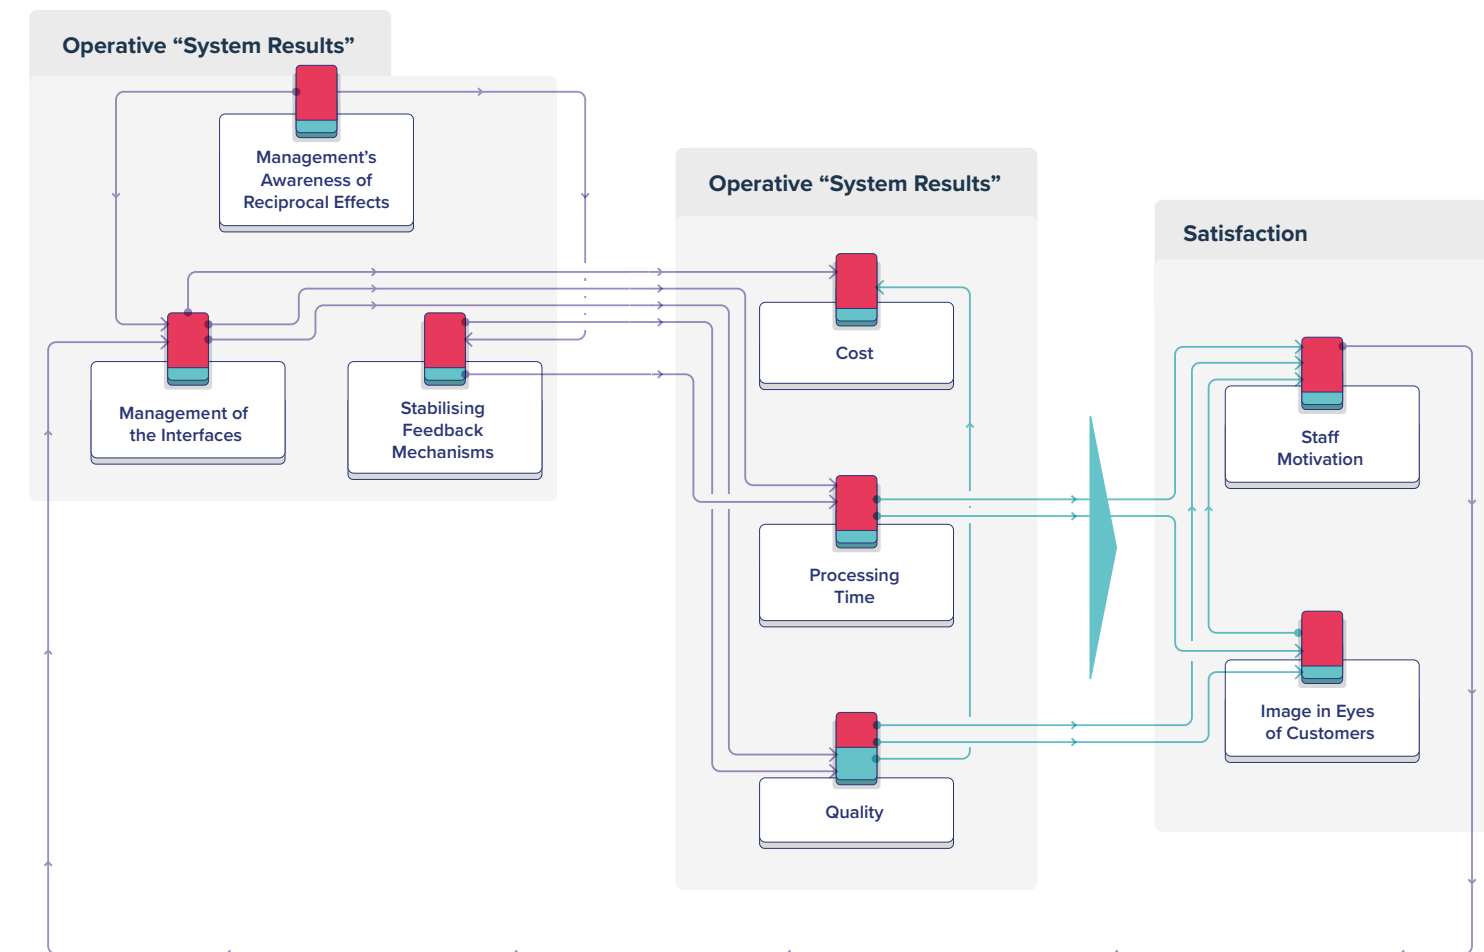 Operative “System Results”
Management’s
Awareness of
Reciprocal Effects
Management of
the Interfaces
Stabilising
Feedback
Mechanisms
Operative “System Results”
Cost
Processing
Time
Quality
Satisfaction
Staff
Motivation
Image in Eyes
of Customers